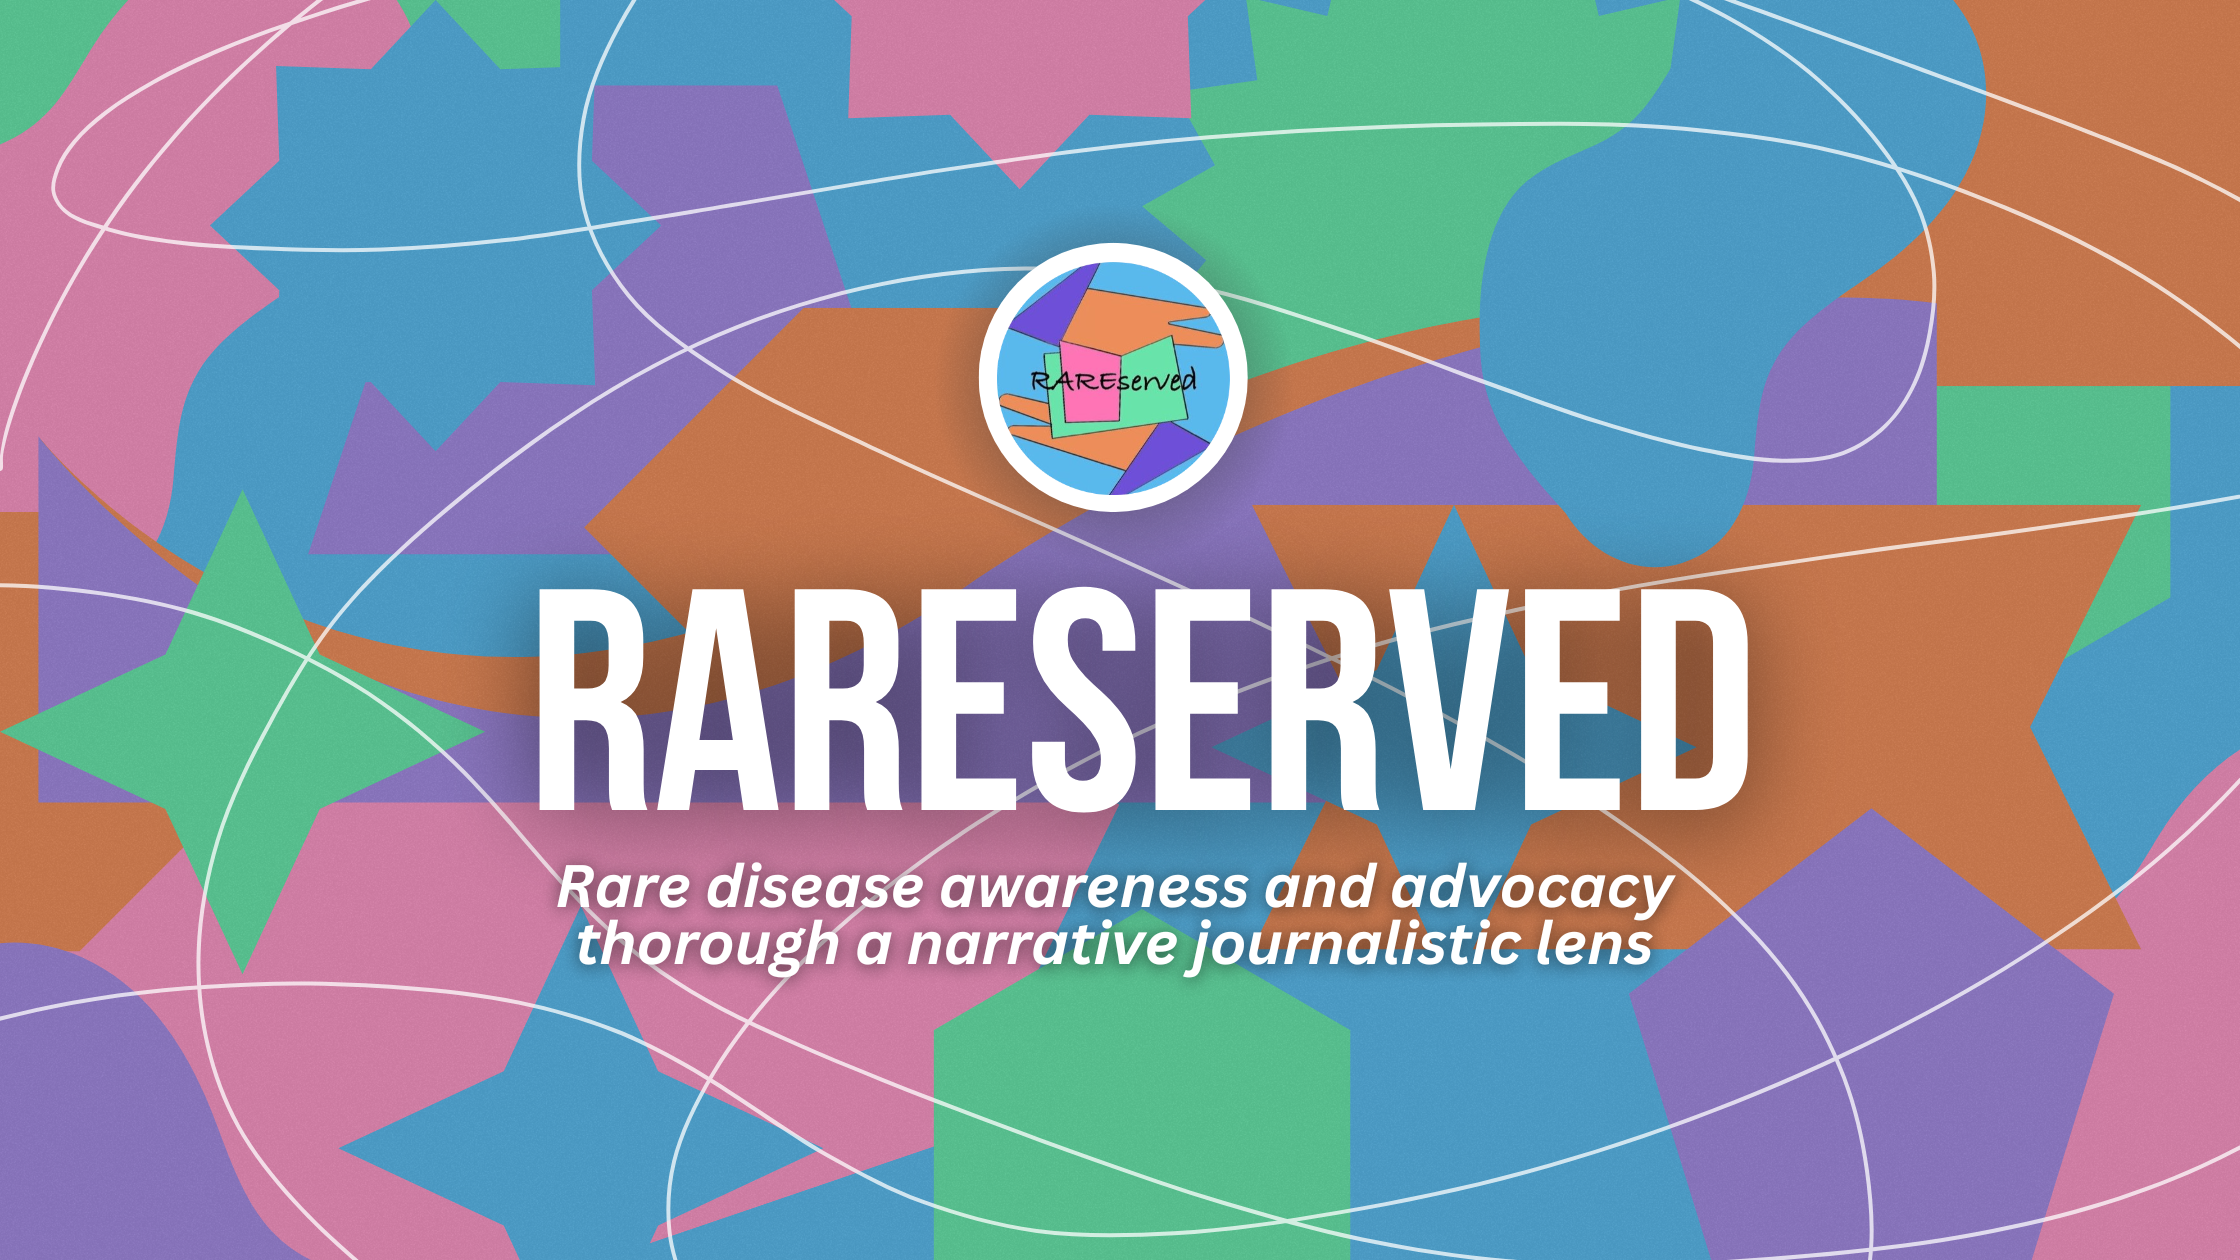 RAREserved
RARESERVED
Rare disease awareness and advocacy
thorough a narrative journalistic lens